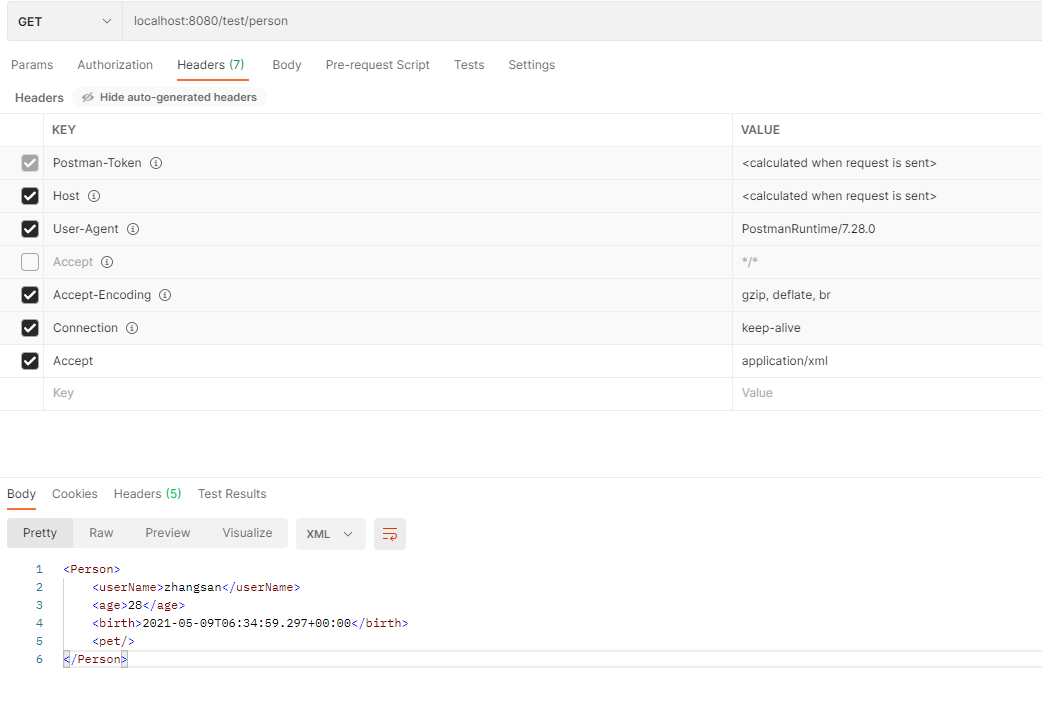 GET localhost:8080/test/person
Params Authorization Headers (7) Body Pre-request Script Tests Settings
Headers Hide auto-generated headers
KEY VALUE
Postman-Token <calculated when request is sent>
Host <calculated when request is sent>
User-Agent PostmanRuntime/7.28.0
Accept */*
Accept-Encoding gzip, deflate, br
Connection keep-alive
Accept application/xml
Key Value
Body Cookies Headers (5) Test Results
Pretty Raw Preview Visualize XML
1 <Person>
2 <userName>zhangsan</userName>
3 <age>28</age>
4 <birth>2021-05-09T06:34:59.297+00:00</birth>
5 <pet/>
6 </Person>